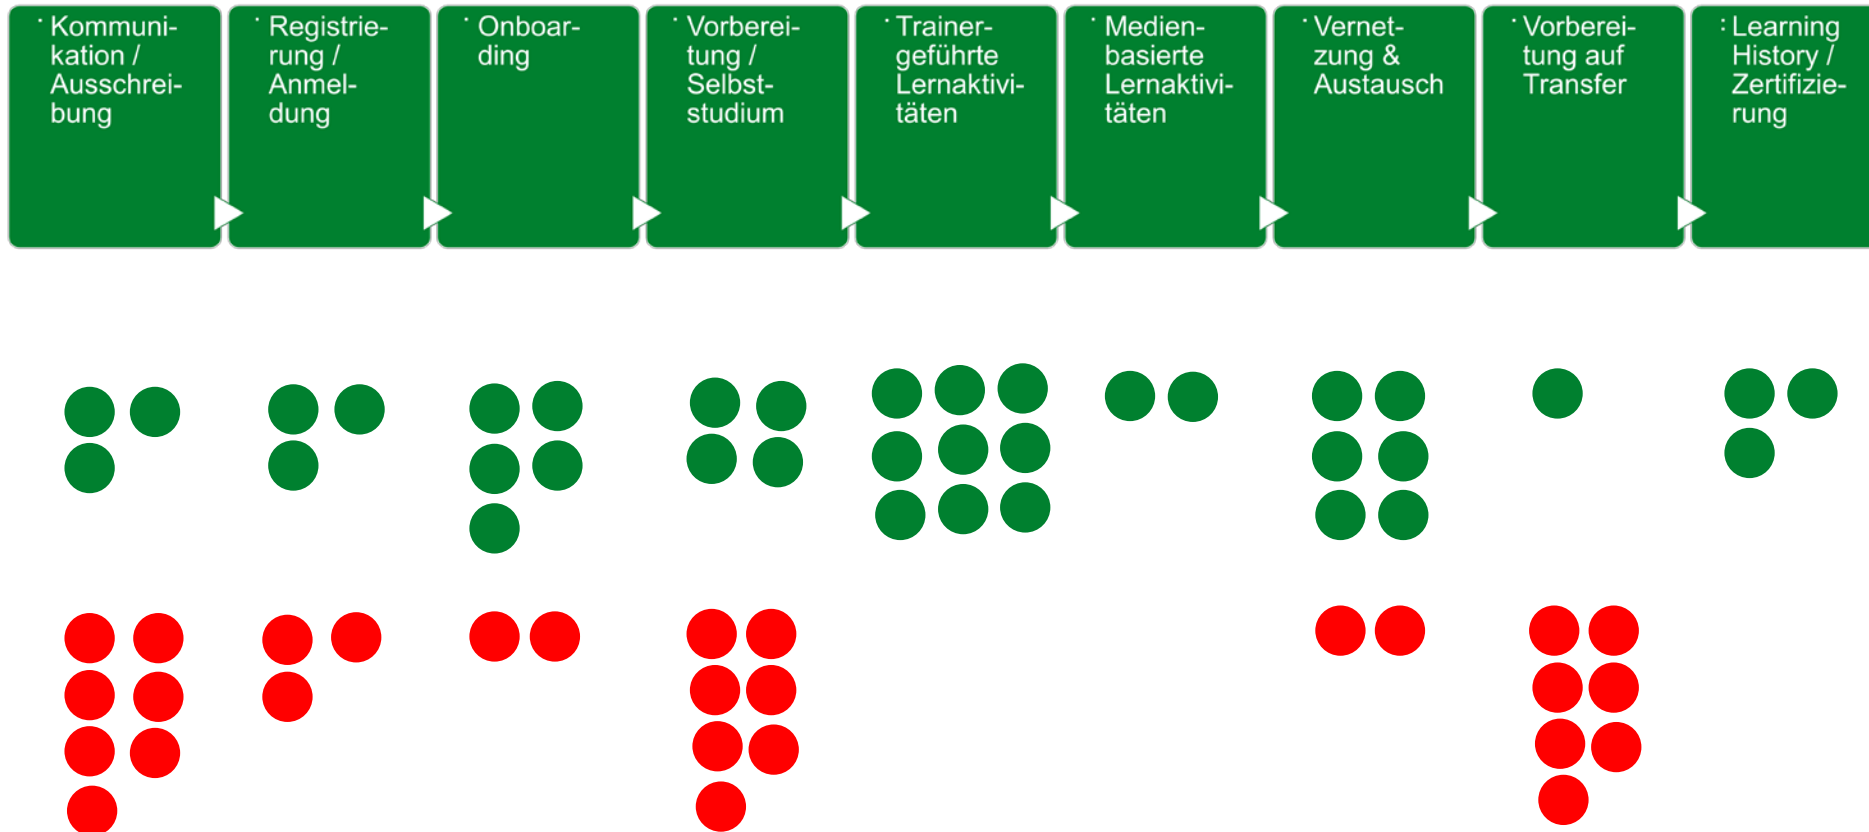 Kommuni-
kation /
Ausschrei-
bung
Registrie-
rung /
Anmel-
dung
Onboar-
ding
Vorberei-
tung /
Selbst-
studium
Trainer-
geführte
Lernaktivi-
täten
Medien-
basierte
Lernaktivi-
täten
Vernet-
zung &
Austausch
Vorberei-
tung auf
Transfer
Learning
History /
Zertifizie-
rung